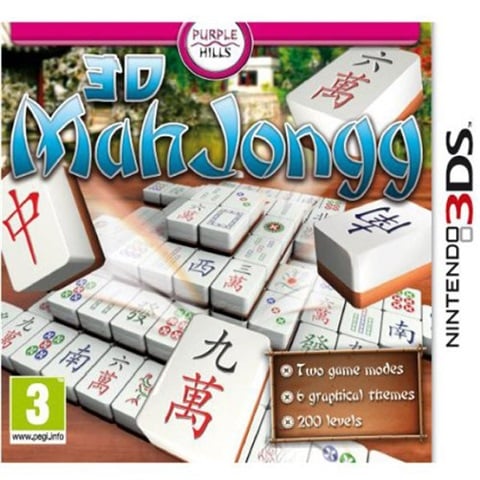 PURPLE
HILLS
3D
MahJongg
六
萬
中
南
西
三
萬
九
萬
六
萬
南
Two game modes
6 graphical themes
200 levels
3
www.pegi.info
NINTENDO 3DS